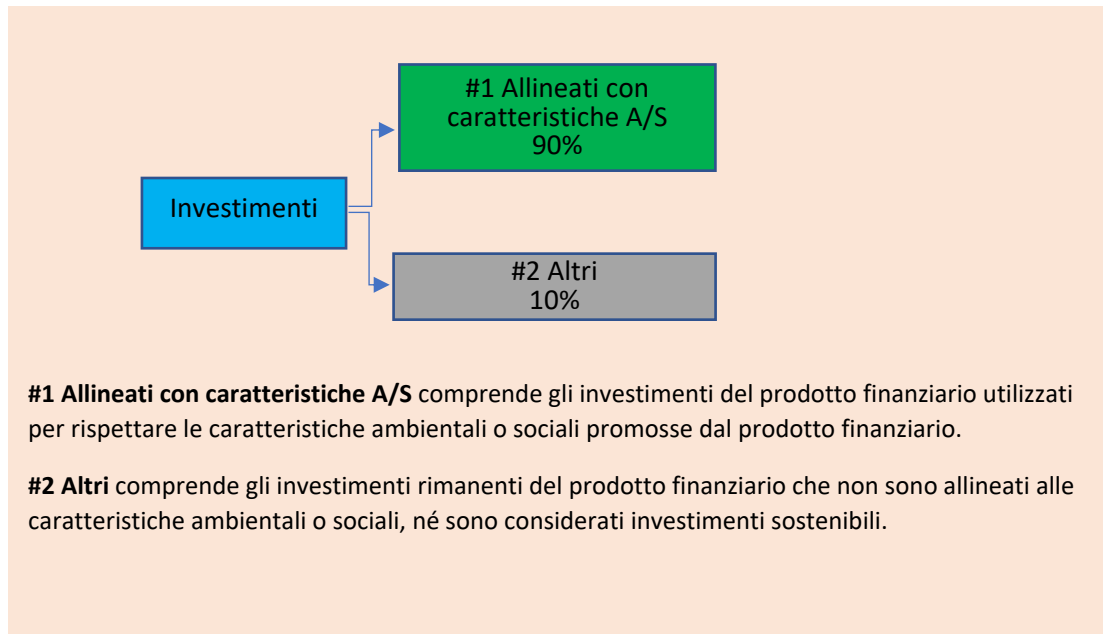 #1 Allineati con
caratteristiche A/S
90%
Investimenti
#2 Altri
10%
#1 Allineati con caratteristiche A/S comprende gli investimenti del prodotto finanziario utilizzati
per rispettare le caratteristiche ambientali o sociali promosse dal prodotto finanziario.
#2 Altri comprende gli investimenti rimanenti del prodotto finanziario che non sono allineati alle
caratteristiche ambientali o sociali, né sono considerati investimenti sostenibili.